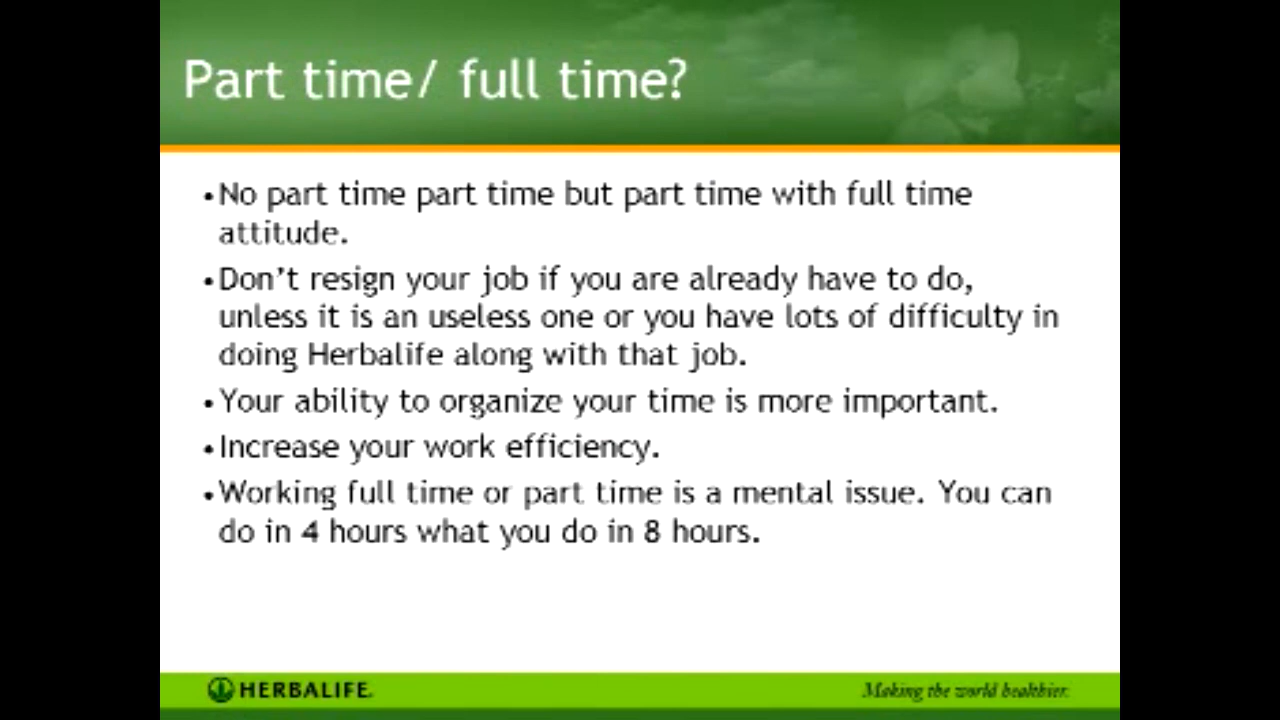 Part time/ full time?
•No part time part time but part time with full time
attitude.
•Don't resign your job if you are already have to do,
unless it is an useless one or you have lots of difficulty in
doing Herbalife along with that job.
•Your ability to organize your time is more important.
•Increase your work efficiency.
•Working full time or part time is a mental issue. You can
do in 4 hours what you do in 8 hours.
HERBALIFE. Making the world healthier.